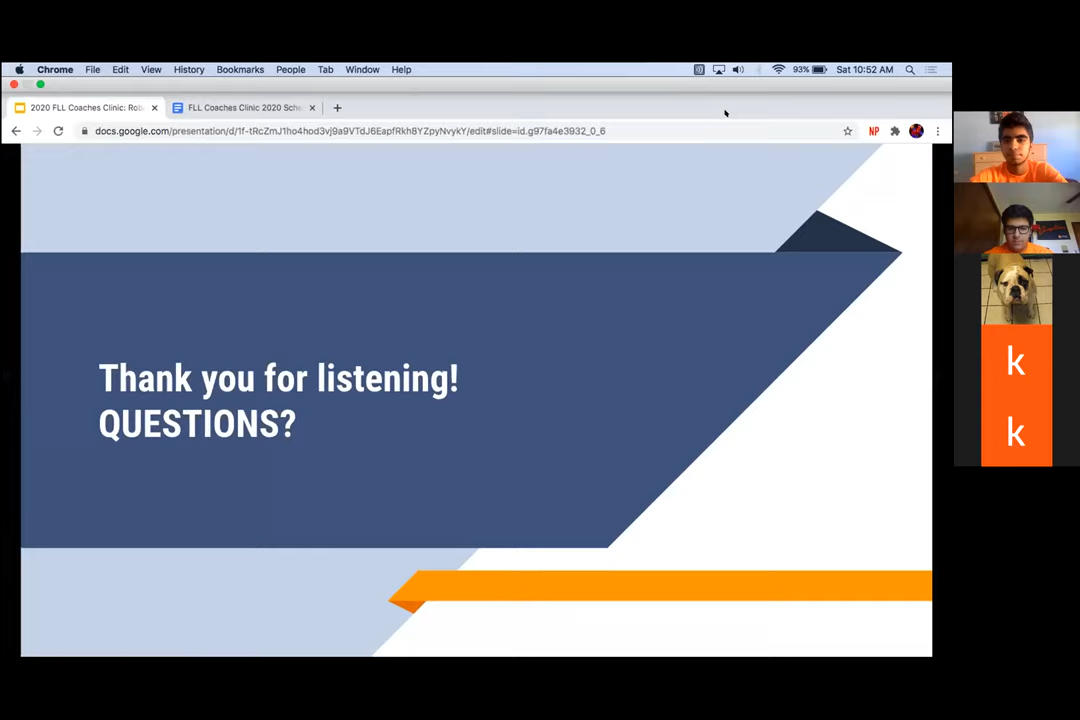 Chrome File Edit View History Bookmarks People Tab Window Help 93% Sat 10:52 AM
2020 FLL Coaches Clinic: Rob FLL Coaches Clinic 2020 Sche
docs.google.com/presentation/d/1f-tRcZmJ1ho4hod3vj9a9VTdJ6EapfRkh8YZpyNvykY/edit#slide=id.g97fa4e3932_0_6 NP
Thank you for listening!
QUESTIONS?
k
k